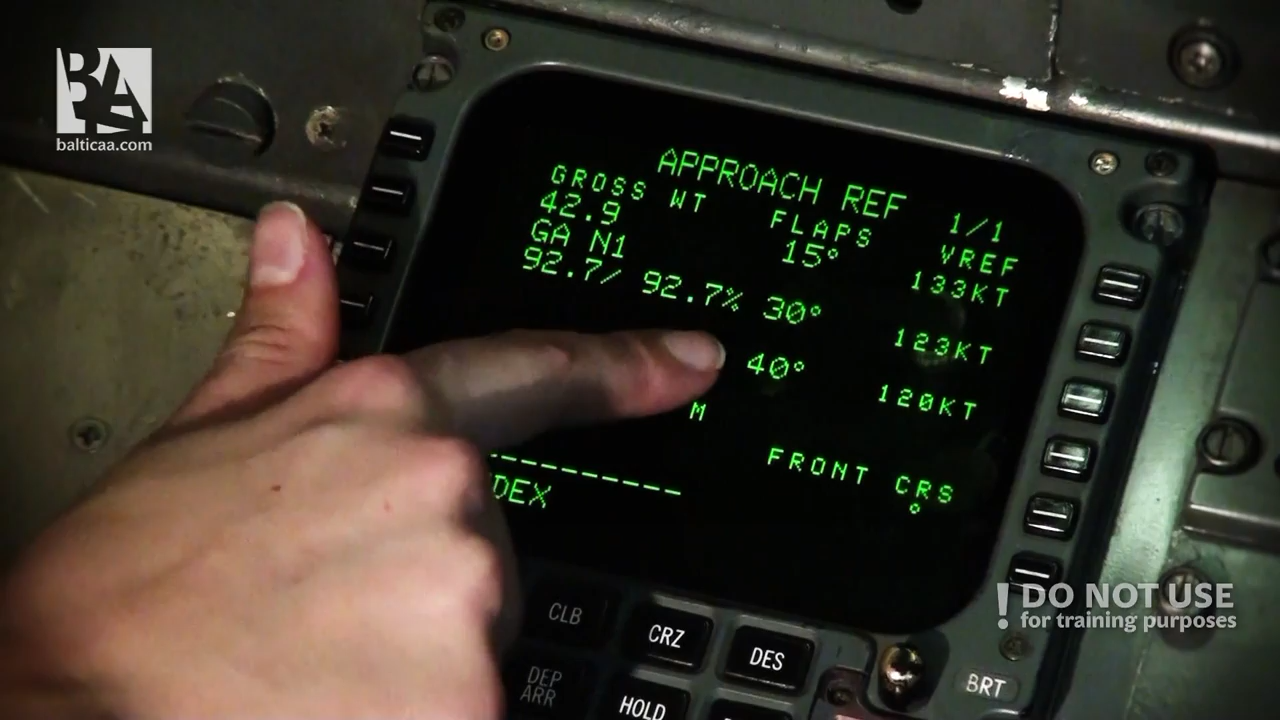 BA
balticaa.com
APPROACH REF 1/1
GROSS WT FLAPS VREF
42.9 15° 133KT
GA N1
92.7/ 92.7% 30° 123KT
40° 120KT
M
FRONT CRS
°
---------
DEX
CLB CRZ DES
DEP ARR HOLD
BRT
! DO NOT USE
for training purposes